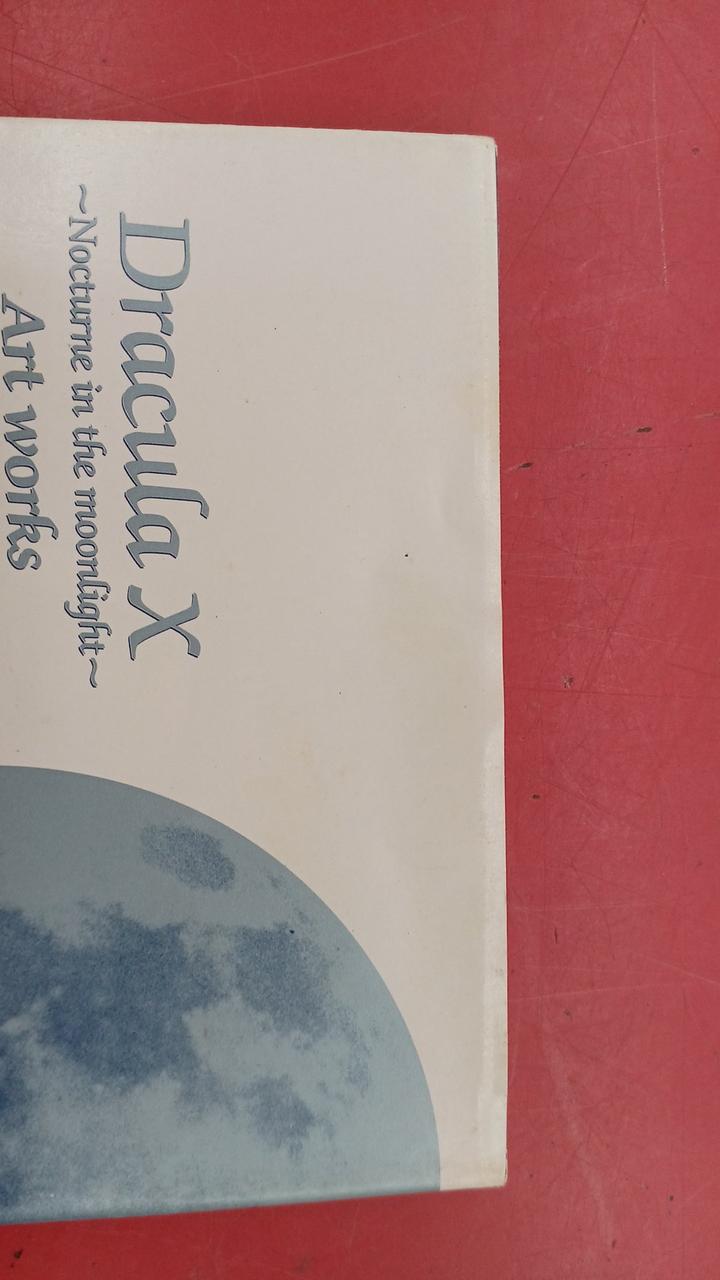 Dracula X
~Nocturne in the moonlight~
Art works